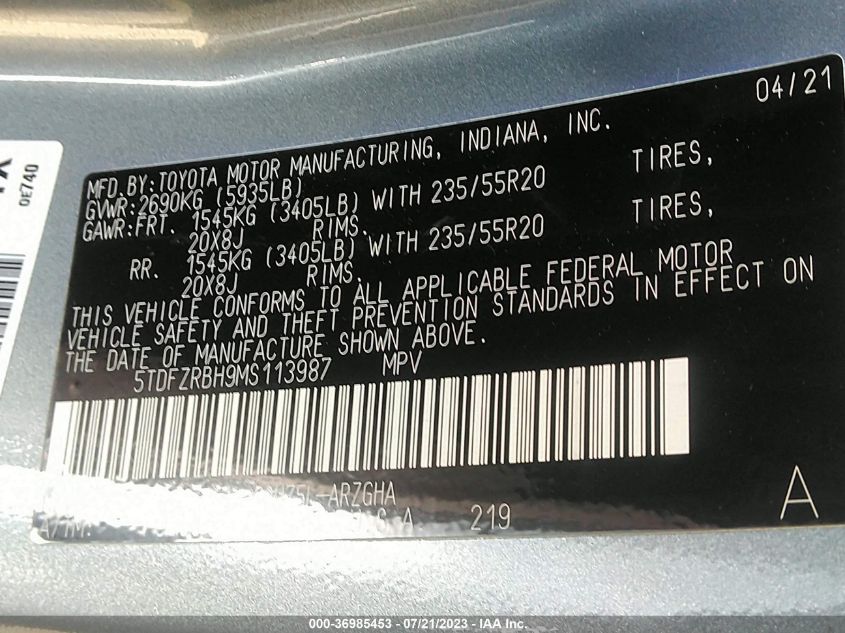 04/21
MFD.BY:TOYOTA MOTOR MANUFACTURING, INDIANA, INC.
GVWR:2690KG (5935LB)
GAWR:FRT. 1545KG (3405LB) WITH 235/55R20 TIRES,
20X8J RIMS.
RR. 1545KG (3405LB) WITH 235/55R20 TIRES,
20X8J RIMS.
THIS VEHICLE CONFORMS TO ALL APPLICABLE FEDERAL MOTOR
VEHICLE SAFETY AND THEFT PREVENTION STANDARDS IN EFFECT ON
THE DATE OF MANUFACTURE SHOWN ABOVE.
5TDFZRBH9MS113987 MPV
-ARZGHA
219
A
0E740
000-36985453 - 07/21/2023 - IAA Inc.